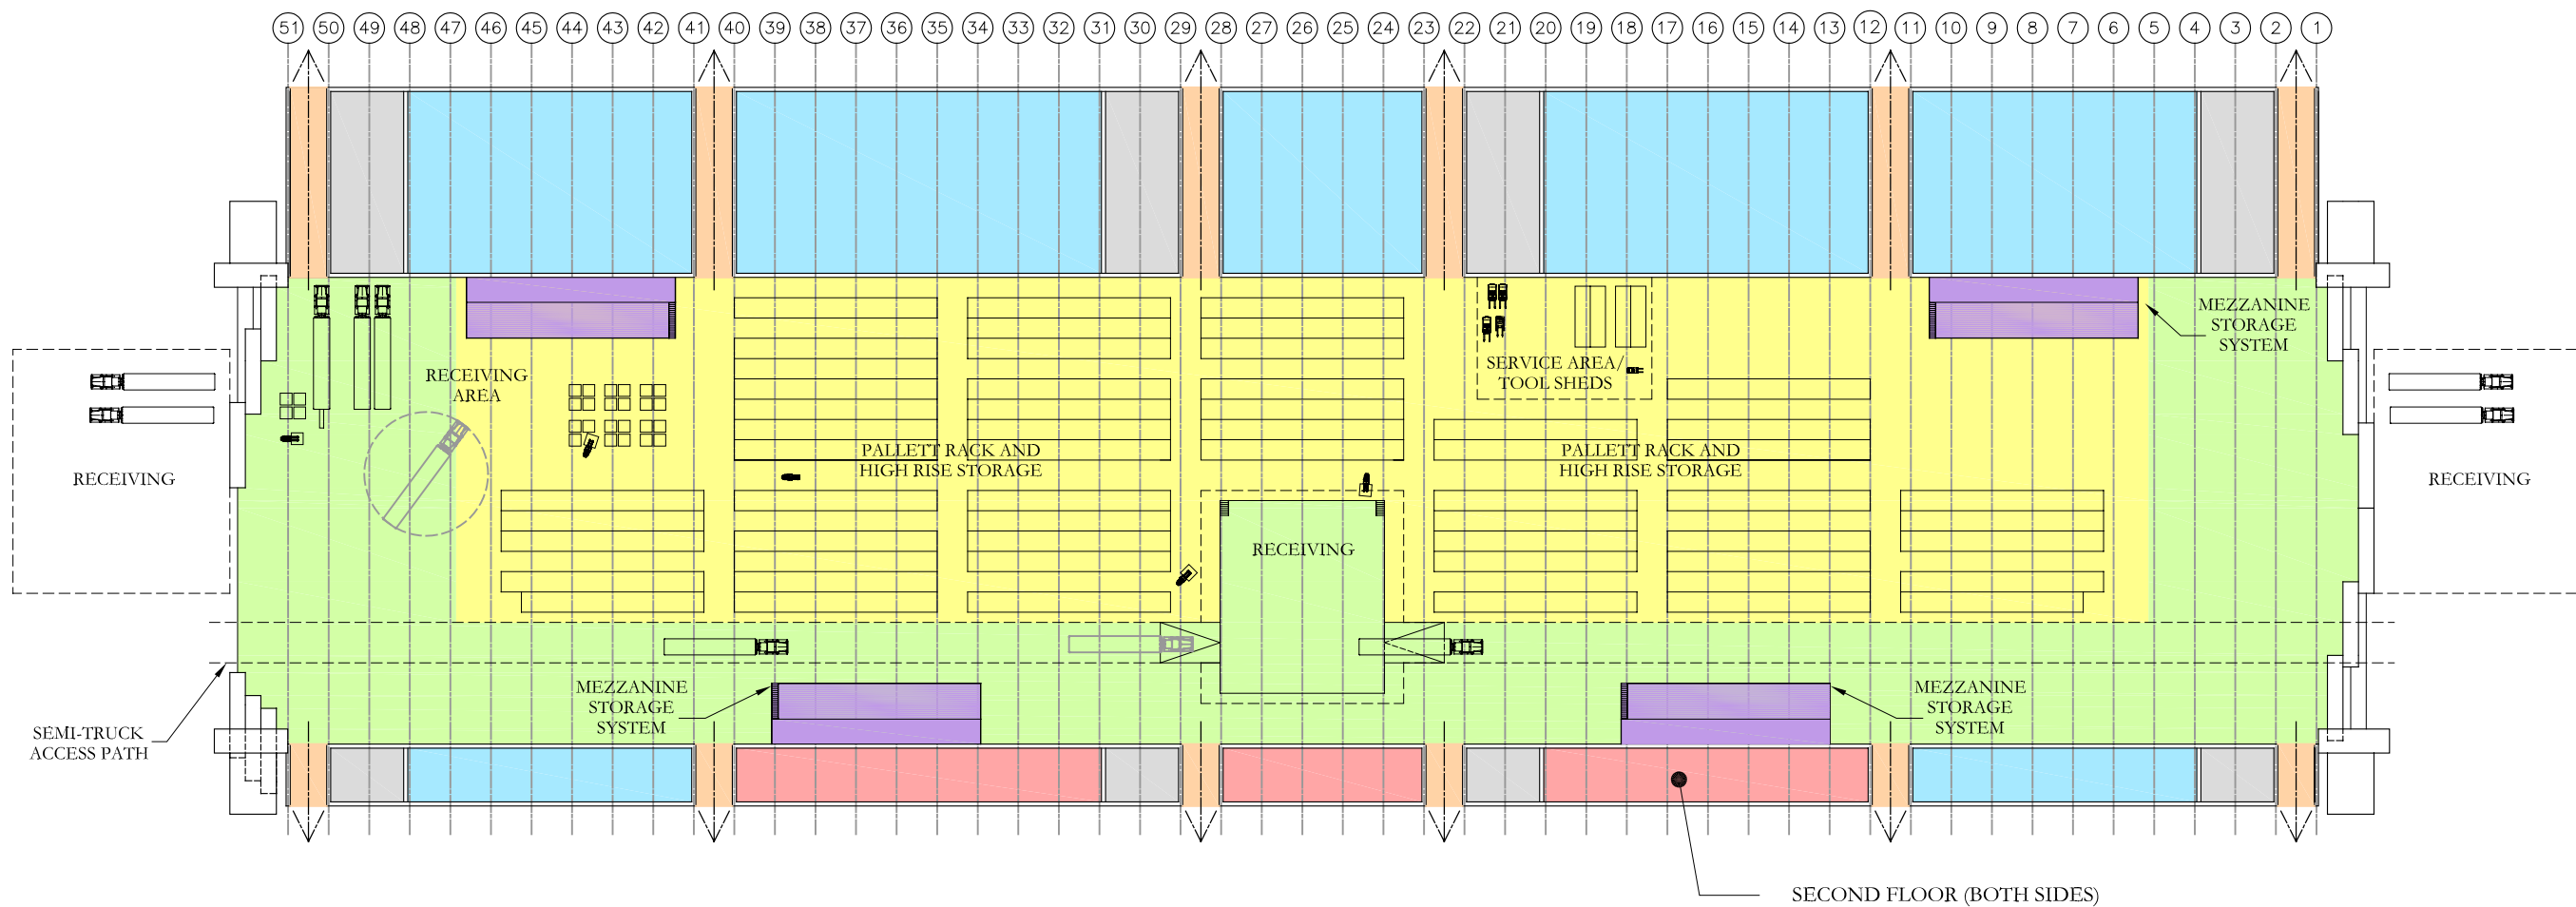 51 50 49 48 47 46 45 44 43 42 41 40 39 38 37 36 35 34 33 32 31 30 29 28 27 26 25 24 23 22 21 20 19 18 17 16 15 14 13 12 11 10 9 8 7 6 5 4 3 2 1
MEZZANINE
STORAGE
SYSTEM
SERVICE AREA/
TOOL SHEDS
RECEIVING
AREA
PALLETT RACK AND
HIGH RISE STORAGE
PALLETT RACK AND
HIGH RISE STORAGE
RECEIVING
RECEIVING
RECEIVING
MEZZANINE
STORAGE
SYSTEM
MEZZANINE
STORAGE
SYSTEM
SEMI-TRUCK
ACCESS PATH
SECOND FLOOR (BOTH SIDES)